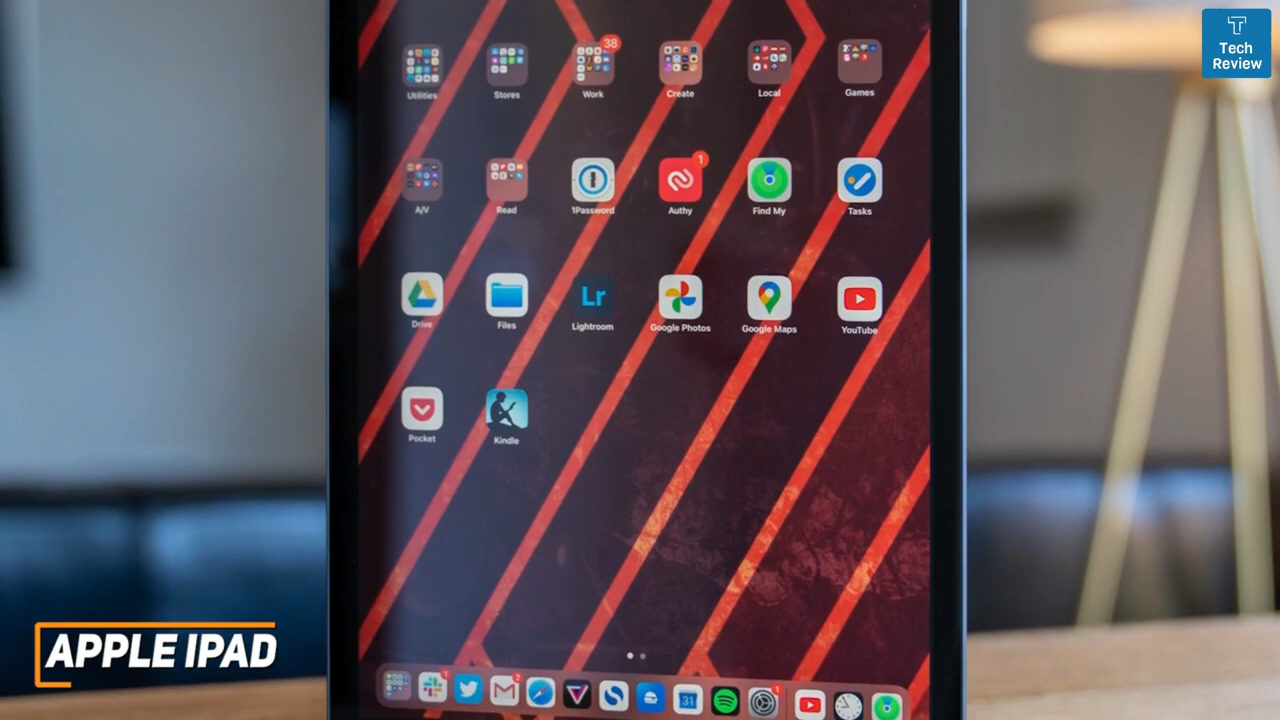 Tech
Review
38
Utilities
Stores
Work
Create
Local
Games
1
A/V
Read
1Password
Authy
Find My
Tasks
Lr
Drive
Files
Lightroom
Google Photos
Google Maps
YouTube
Pocket
Kindle
APPLE IPAD
31